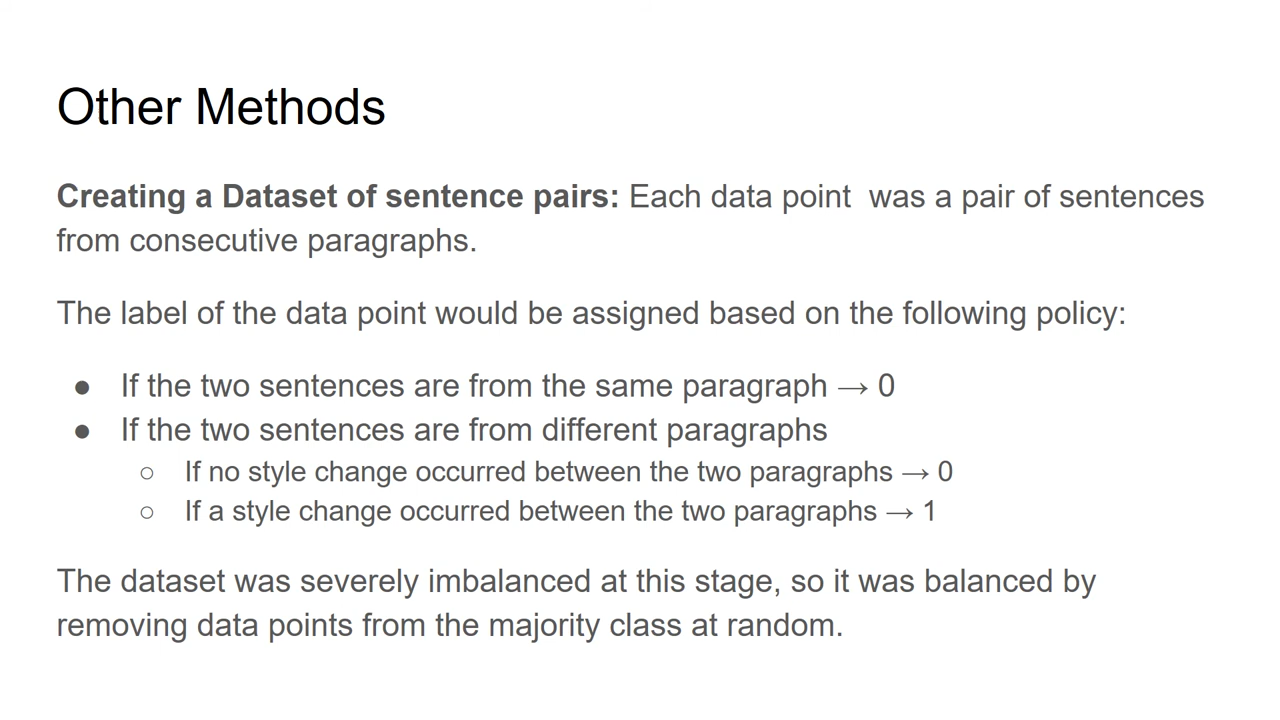 Other Methods
Creating a Dataset of sentence pairs: Each data point  was a pair of sentences
from consecutive paragraphs.
The label of the data point would be assigned based on the following policy:
● If the two sentences are from the same paragraph → 0
● If the two sentences are from different paragraphs
○ If no style change occurred between the two paragraphs → 0
○ If a style change occurred between the two paragraphs → 1
The dataset was severely imbalanced at this stage, so it was balanced by
removing data points from the majority class at random.